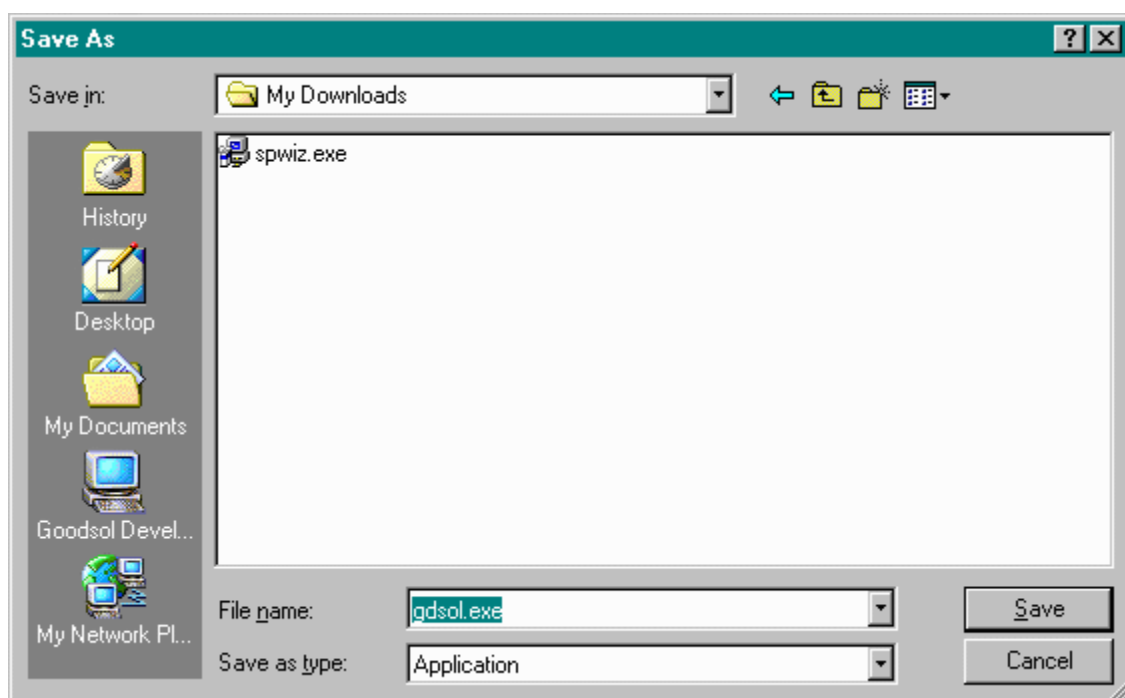 Save As
Save in: My Downloads
spwiz.exe
History
Desktop
My Documents
Goodsol Devel...
My Network Pl...
File name: gdsol.exe Save
Save as type: Application Cancel